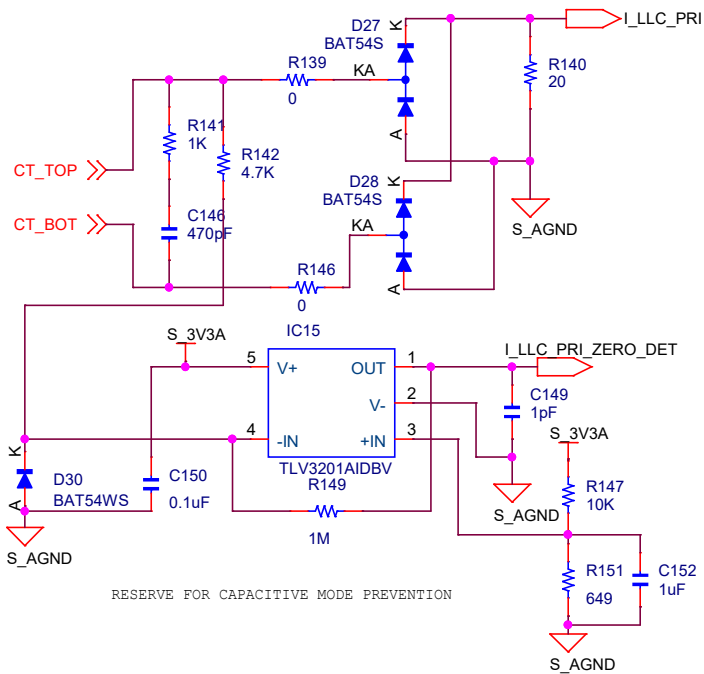 D27
BAT54S
K
I_LLC_PRI
R139
KA
0
R140
20
R141
1K
A
CT_TOP
R142
4.7K
D28
BAT54S
K
S_AGND
CT_BOT
C146
470pF
KA
R146
0
A
S_3V3A
IC15
I_LLC_PRI_ZERO_DET
5
V+
OUT
1
C149
1pF
V-
2
S_3V3A
4
-IN
+IN
3
K
D30
BAT54WS
A
C150
0.1uF
TLV3201AIDBV
R149
1M
R147
10K
S_AGND
S_AGND
R151
649
C152
1uF
RESERVE FOR CAPACITIVE MODE PREVENTION
S_AGND